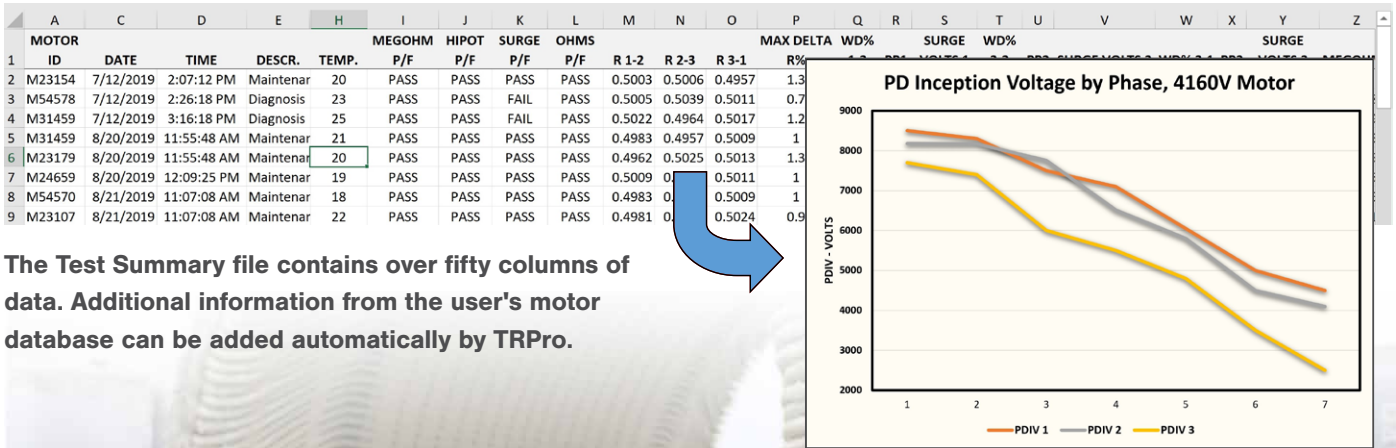 A C D E H I J K L M N O P Q R S T U V W X Y Z
MOTOR MEGOHM HIPOT SURGE OHMS MAX DELTA WD% SURGE WD% SURGE
1 ID DATE TIME DESCR. TEMP. P/F P/F P/F P/F R 1-2 R 2-3 R 3-1 R%
2 M23154 7/12/2019 2:07:12 PM Maintenar 20 PASS PASS PASS PASS 0.5003 0.5006 0.4957 1.3
3 M54578 7/12/2019 2:26:18 PM Diagnosis 23 PASS PASS FAIL PASS 0.5005 0.5039 0.5011 0.7
4 M31459 7/12/2019 3:16:18 PM Diagnosis 25 PASS PASS FAIL PASS 0.5022 0.4964 0.5017 1.2
5 M31459 8/20/2019 11:55:48 AM Maintenar 21 PASS PASS PASS PASS 0.4983 0.4957 0.5009 1
6 M23179 8/20/2019 11:55:48 AM Maintenar 20 PASS PASS PASS PASS 0.4962 0.5025 0.5013 1.3
7 M24659 8/20/2019 12:09:25 PM Maintenar 19 PASS PASS PASS PASS 0.5009 0. 0.5011 1
8 M54570 8/21/2019 11:07:08 AM Maintenar 18 PASS PASS PASS PASS 0.4983 0. 0.5009 1
9 M23107 8/21/2019 11:07:08 AM Maintenar 22 PASS PASS PASS PASS 0.4981 0. 0.5024 0.9
The Test Summary file contains over fifty columns of
data. Additional information from the user's motor
database can be added automatically by TRPro.
PD Inception Voltage by Phase, 4160V Motor
PDIV - VOLTS
9000
8000
7000
6000
5000
4000
3000
2000
1 2 3 4 5 6 7
PDIV 1 PDIV 2 PDIV 3